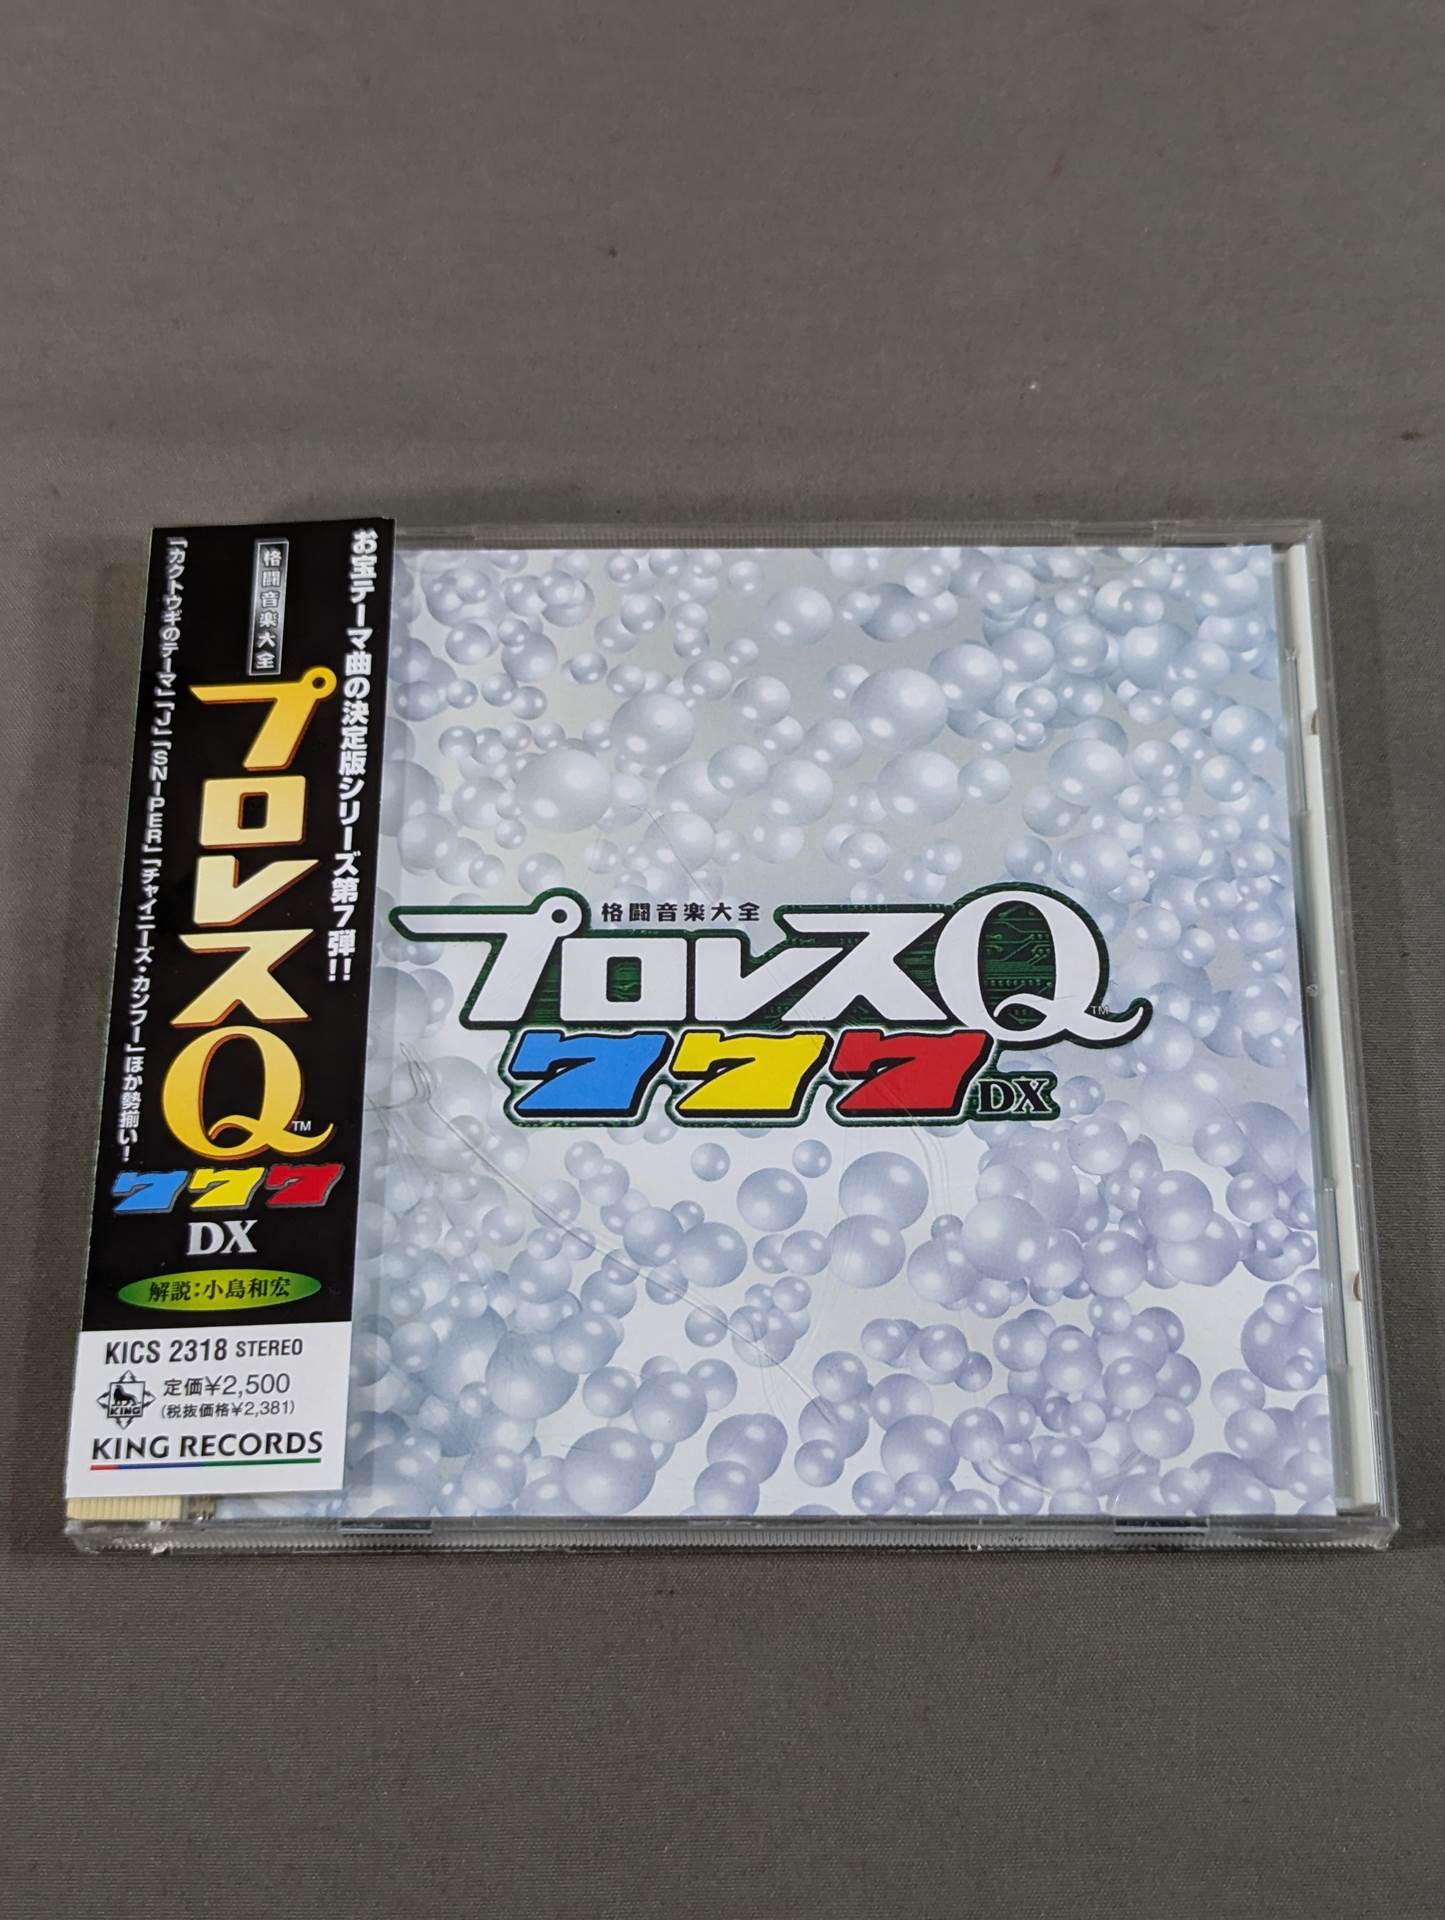 お宝テーマ曲の決定版シリーズ第7弾!!
格闘音楽大全
プロレスQ™
777
DX
「カクトウギのテーマ」「J」「SNIPER」「チャイニーズ・カンフー」ほか勢揃い!
解説:小島和宏
KICS 2318 STEREO
定価¥2,500
(税抜価格¥2,381)
KING
KING RECORDS
格闘音楽大全
プロレスQ™
777 DX